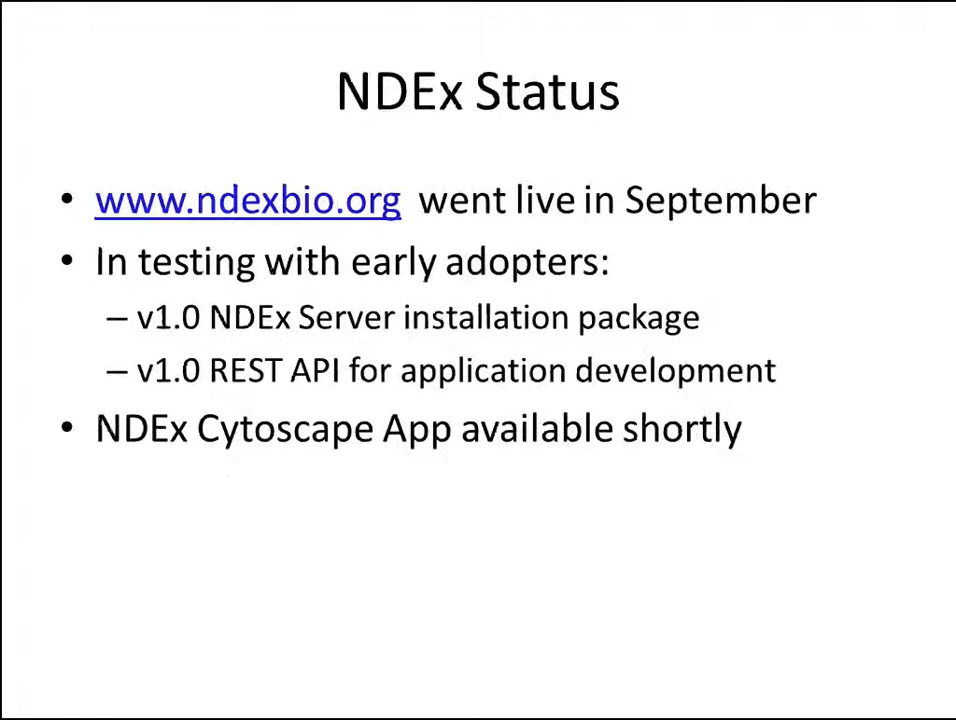 NDEx Status
• www.ndexbio.org went live in September
• In testing with early adopters:
– v1.0 NDEx Server installation package
– v1.0 REST API for application development
• NDEx Cytoscape App available shortly